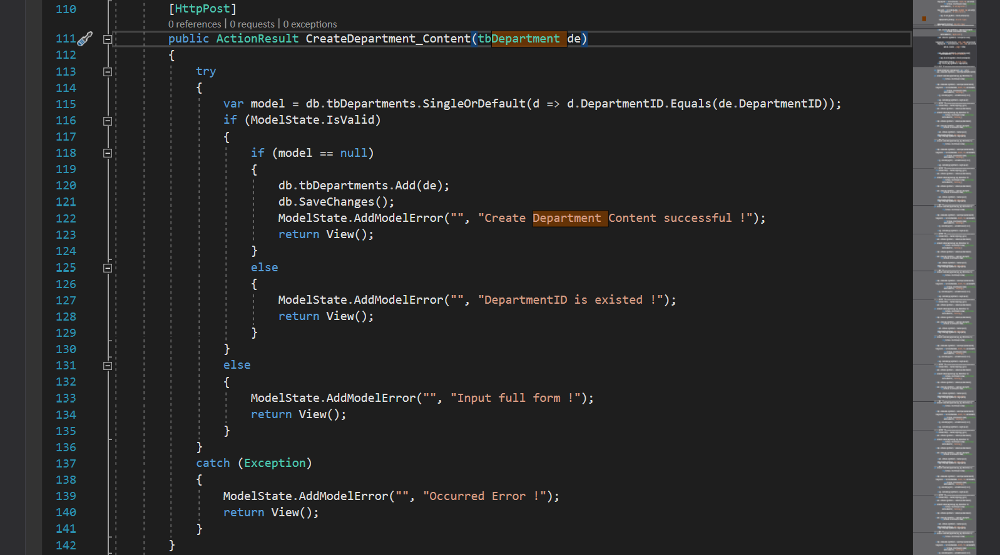 110 [HttpPost]
0 references | 0 requests | 0 exceptions
111 public ActionResult CreateDepartment_Content(tbDepartment de)
112 {
113 try
114 {
115 var model = db.tbDepartments.SingleOrDefault(d => d.DepartmentID.Equals(de.DepartmentID));
116 if (ModelState.IsValid)
117 {
118 if (model == null)
119 {
120 db.tbDepartments.Add(de);
121 db.SaveChanges();
122 ModelState.AddModelError("", "Create Department Content successful !");
123 return View();
124 }
125 else
126 {
127 ModelState.AddModelError("", "DepartmentID is existed !");
128 return View();
129 }
130 }
131 else
132 {
133 ModelState.AddModelError("", "Input full form !");
134 return View();
135 }
136 }
137 catch (Exception)
138 {
139 ModelState.AddModelError("", "Occurred Error !");
140 return View();
141 }
142 }